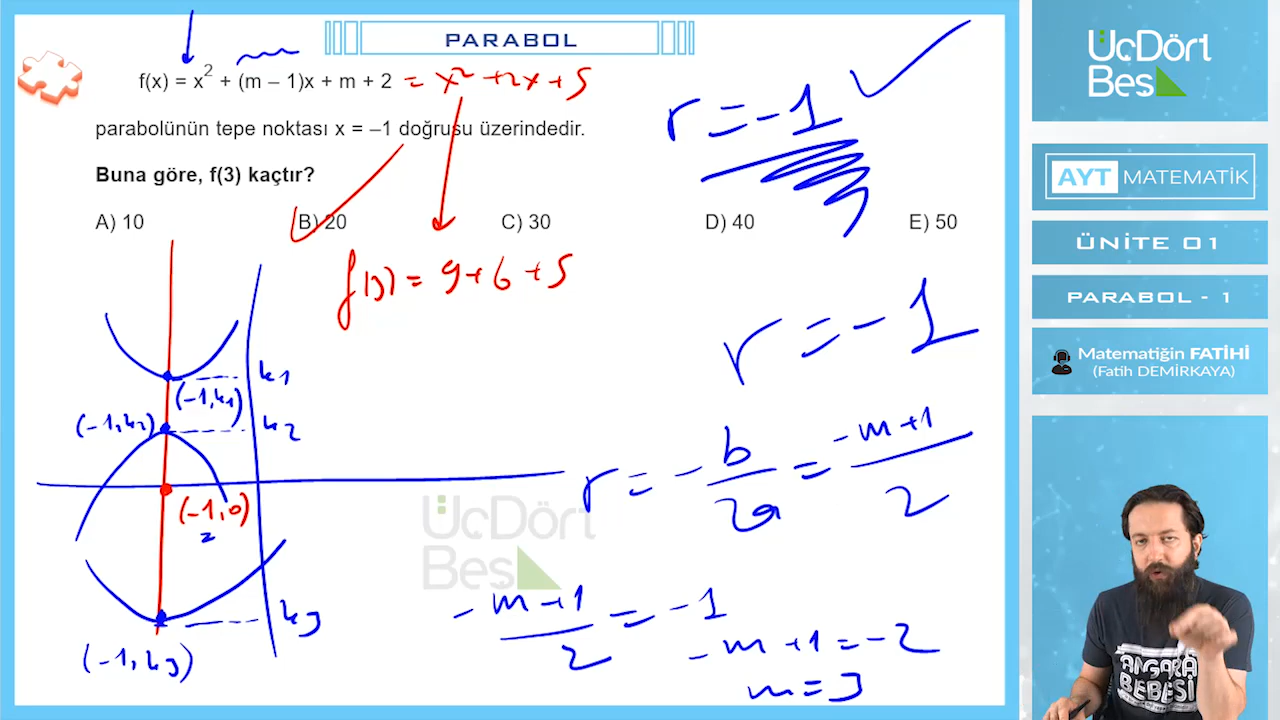 PARABOL
f(x) = x² + (m – 1)x + m + 2 = x² + 2x + 5
parabolünün tepe noktası x = –1 doğrusu üzerindedir.
Buna göre, f(3) kaçtır?
A) 10 B) 20 C) 30 D) 40 E) 50
f(3) = 9 + 6 + 5
r = -1
r = -1
r = - b/2a = -m+1/2
-m+1/2 = -1
-m+1 = -2
m = 3
k1
(-1,k1)
(-1,k2)
k2
(-1,0)
k3
(-1,k3)
ÜçDört
Beş
ÜçDört
Beş
AYT MATEMATİK
ÜNİTE 01
PARABOL - 1
Matematiğin FATİHİ
(Fatih DEMİRKAYA)
ANGARA
BEBESİ